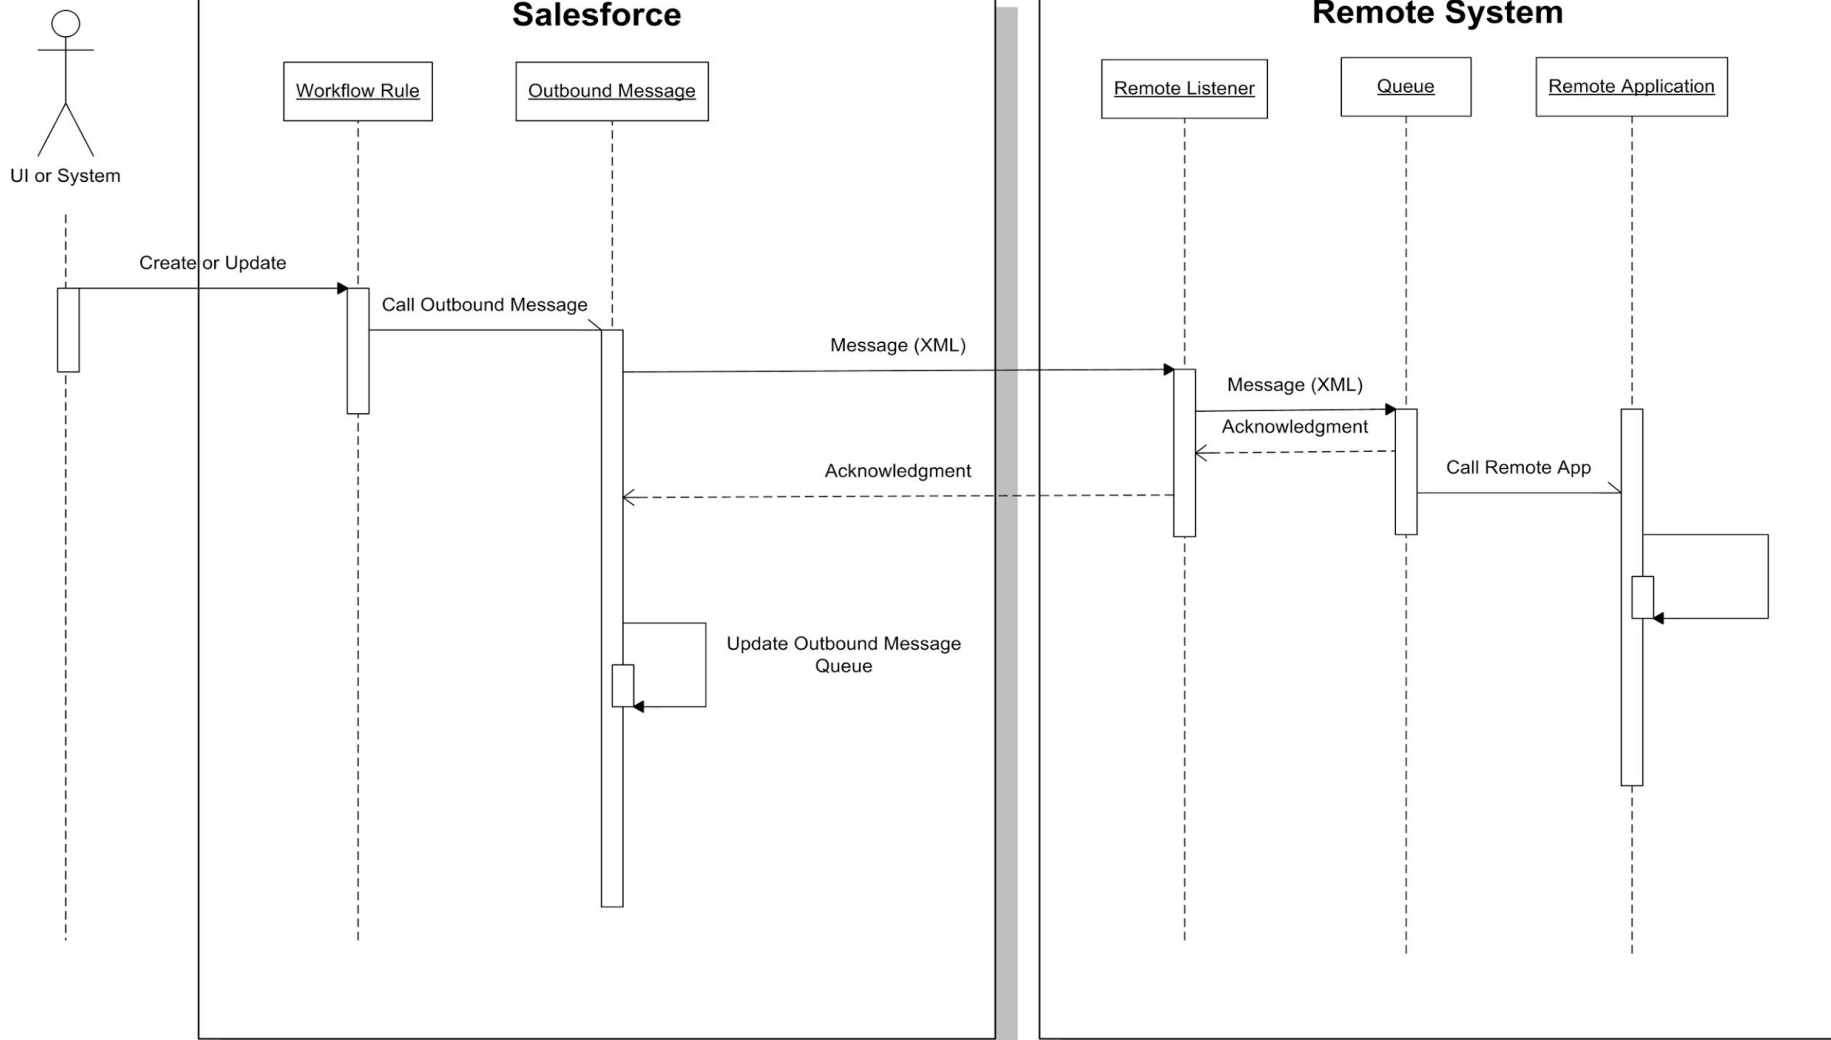 Salesforce
Remote System
Workflow Rule
Outbound Message
Remote Listener
Queue
Remote Application
UI or System
Create or Update
Call Outbound Message
Message (XML)
Message (XML)
Acknowledgment
Call Remote App
Acknowledgment
Update Outbound Message
Queue